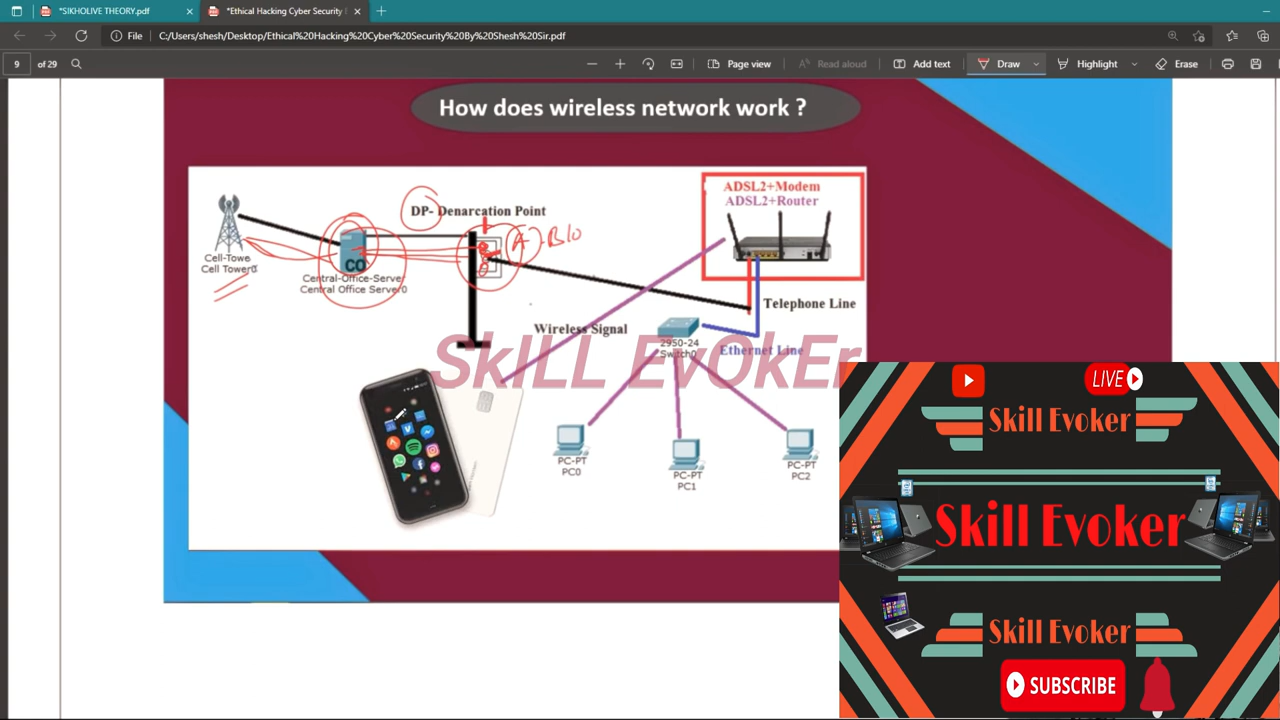 *SIKHOLIVE THEORY.pdf
*Ethical Hacking Cyber Security
File
C:/Users/shesh/Desktop/Ethical%20Hacking%20Cyber%20Security%20By%20Shesh%20Sir.pdf
9
of 29
Page view
Read aloud
Add text
Draw
Highlight
Erase
How does wireless network work ?
ADSL2+Modem
ADSL2+Router
DP- Denarcation Point
(A)-B/0
Cell-Towe
Cell Tower0
CO
Central-Office-Server
Central Office Server0
Telephone Line
Wireless Signal
2950-24
Switch0
Ethernet Line
SkILL EvOkEr
PC-PT
PC0
PC-PT
PC1
PC-PT
PC2
LIVE
Skill Evoker
Skill Evoker
Skill Evoker
SUBSCRIBE